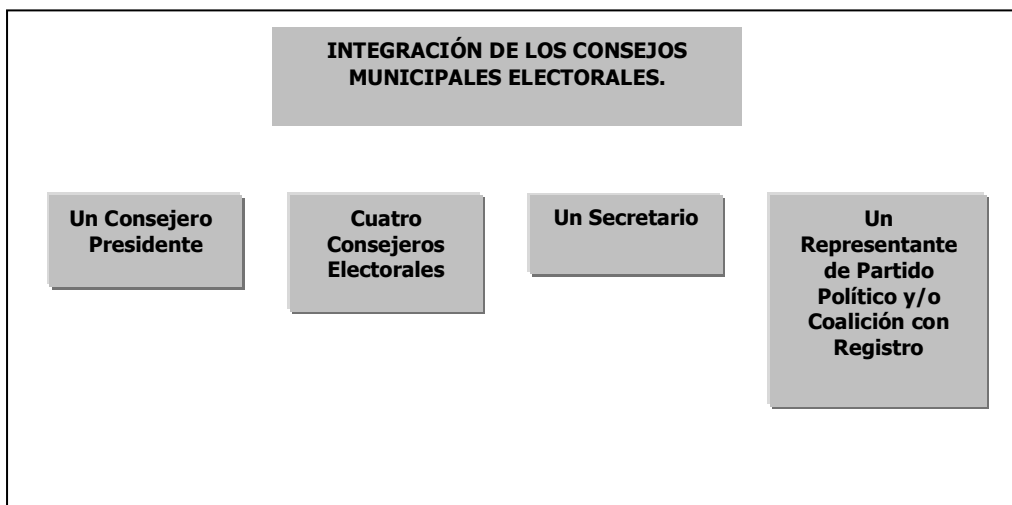 INTEGRACIÓN DE LOS CONSEJOS
MUNICIPALES ELECTORALES.
Un Consejero
Presidente
Cuatro
Consejeros
Electorales
Un Secretario
Un
Representante
de Partido
Político y/o
Coalición con
Registro